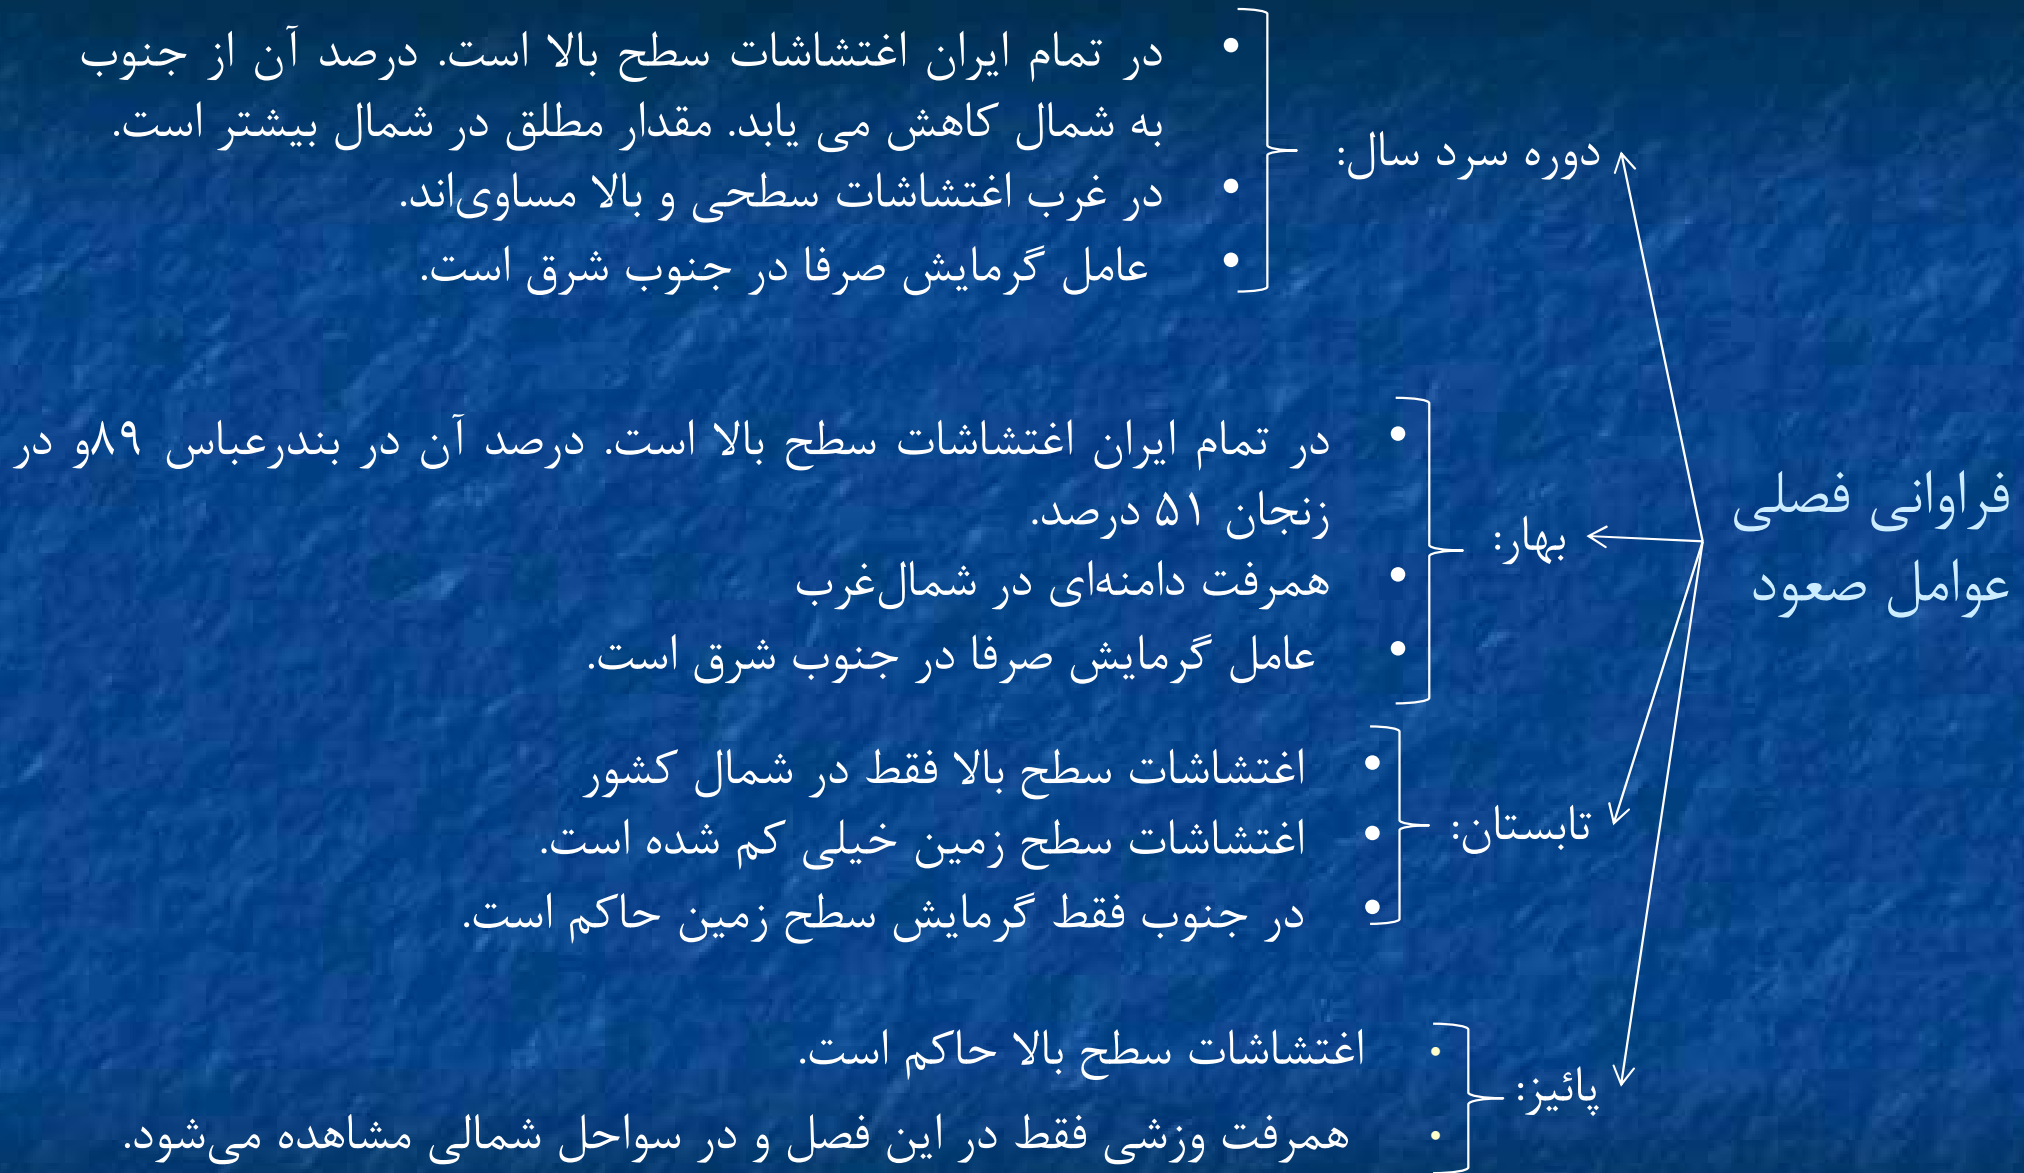 فراوانی فصلی
عوامل صعود
دوره سرد سال:
• در تمام ایران اغتشاشات سطح بالا است. درصد آن از جنوب
به شمال کاهش می یابد. مقدار مطلق در شمال بیشتر است.
• در غرب اغتشاشات سطحی و بالا مساوی‌اند.
• عامل گرمایش صرفا در جنوب شرق است.
بهار:
• در تمام ایران اغتشاشات سطح بالا است. درصد آن در بندرعباس ۸۹و در
زنجان ۵۱ درصد.
• همرفت دامنه‌ای در شمال‌غرب
• عامل گرمایش صرفا در جنوب شرق است.
تابستان:
• اغتشاشات سطح بالا فقط در شمال کشور
• اغتشاشات سطح زمین خیلی کم شده است.
• در جنوب فقط گرمایش سطح زمین حاکم است.
پائیز:
• اغتشاشات سطح بالا حاکم است.
• همرفت وزشی فقط در این فصل و در سواحل شمالی مشاهده می‌شود.